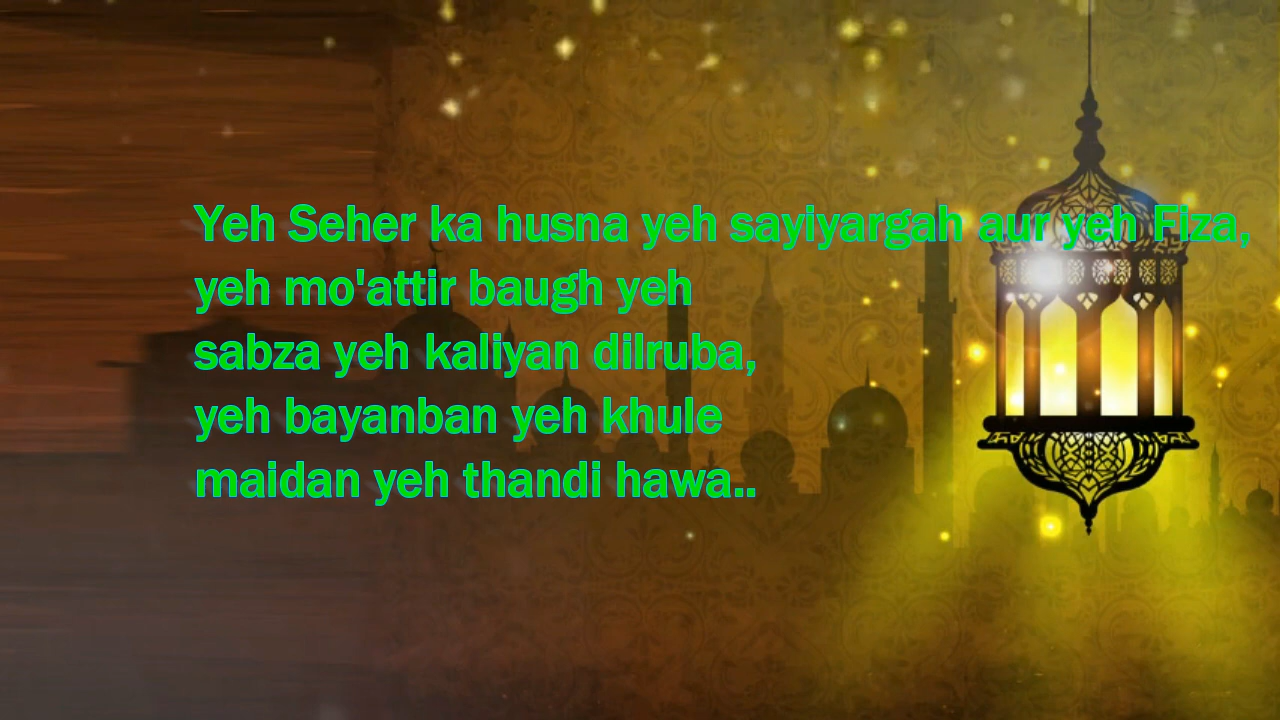 Yeh Seher ka husna yeh sayiyargah aur yeh Fiza,
yeh mo'attir baugh yeh
sabza yeh kaliyan dilruba,
yeh bayanban yeh khule
maidan yeh thandi hawa..